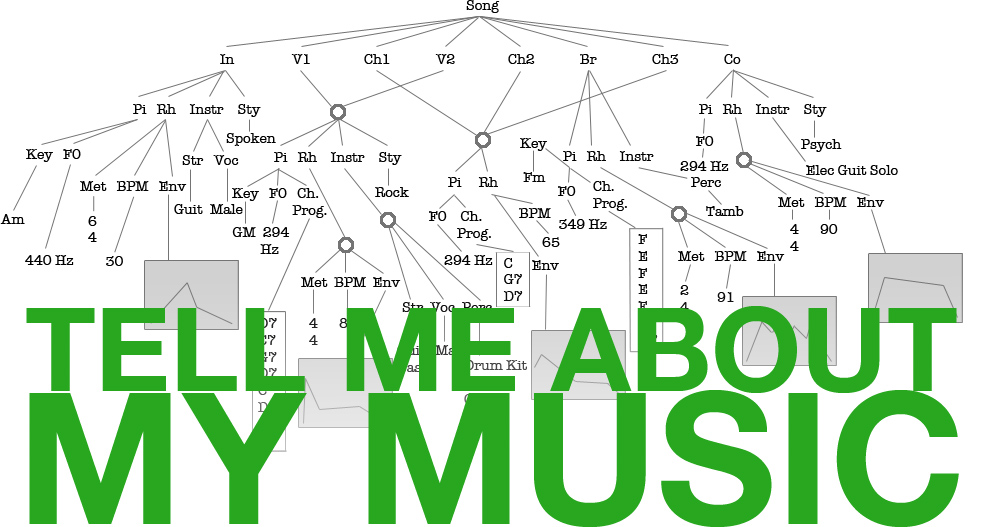 Song
In V1 Ch1 V2 Ch2 Br Ch3 Co
Pi Rh Instr Sty
Spoken
Key F0
Str Voc
Met BPM Env
Guit Male
Am
6
4
440 Hz
30
Pi Rh Instr Sty
Rock
Key F0 Ch.
Prog.
GM 294
Hz
Met BPM Env
4
4
8
Str Voc Perc
Drum Kit
Pi Rh
F0 Ch.
Prog.
BPM
65
294 Hz
C
G7
D7
Env
Key
Fm
Pi Rh Instr
F0 Ch.
Prog.
349 Hz
F
E
F
E
Perc
Tamb
Met BPM Env
2
4
91
Pi Rh Instr Sty
F0
294 Hz
Psych
Elec Guit Solo
Met BPM Env
4
4
90
TELL ME ABOUT
MY MUSIC